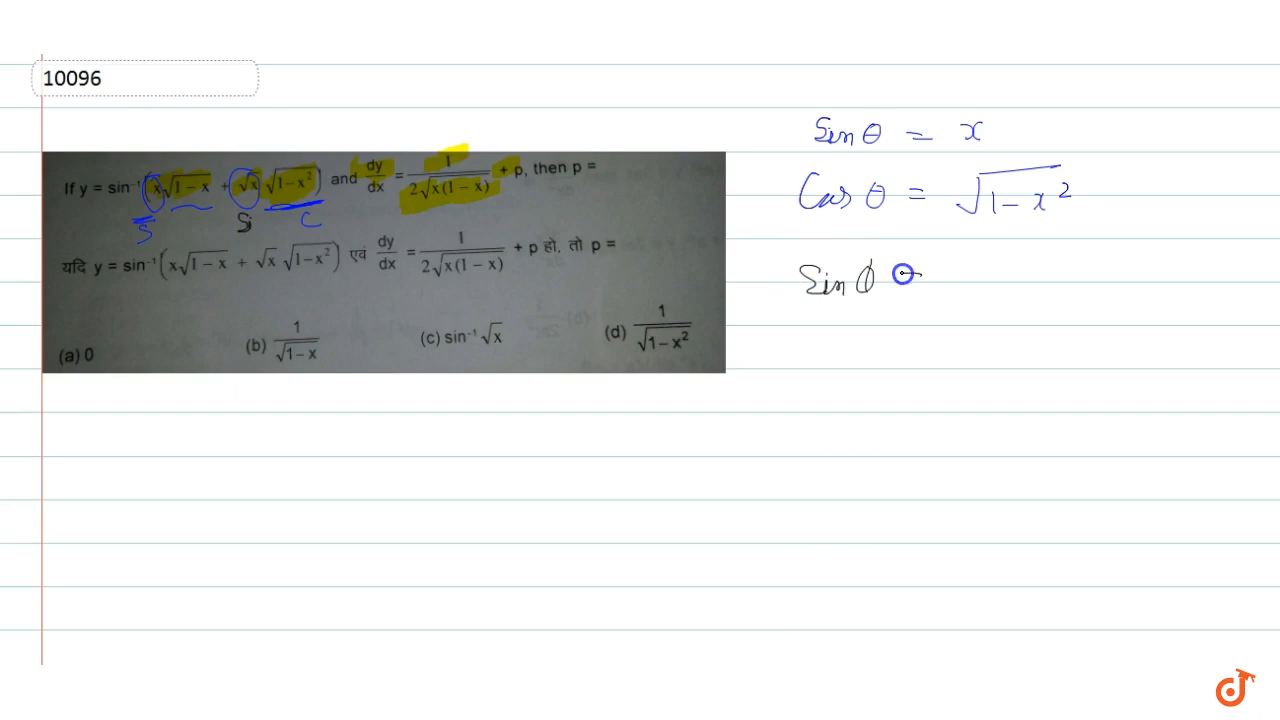 10096
If y = sin⁻¹(x√1−x + √x √1−x²) and dy/dx = 1/2√x(1−x) + p, then p =
S Si C
यदि y = sin⁻¹(x√1−x + √x √1−x²) एवं dy/dx = 1/2√x(1−x) + p हो, तो p =
(a) 0 (b) 1/√1−x (c) sin⁻¹ √x (d) 1/√1−x²
Sin θ = x
Cos θ = √1−x²
Sin ϕ =